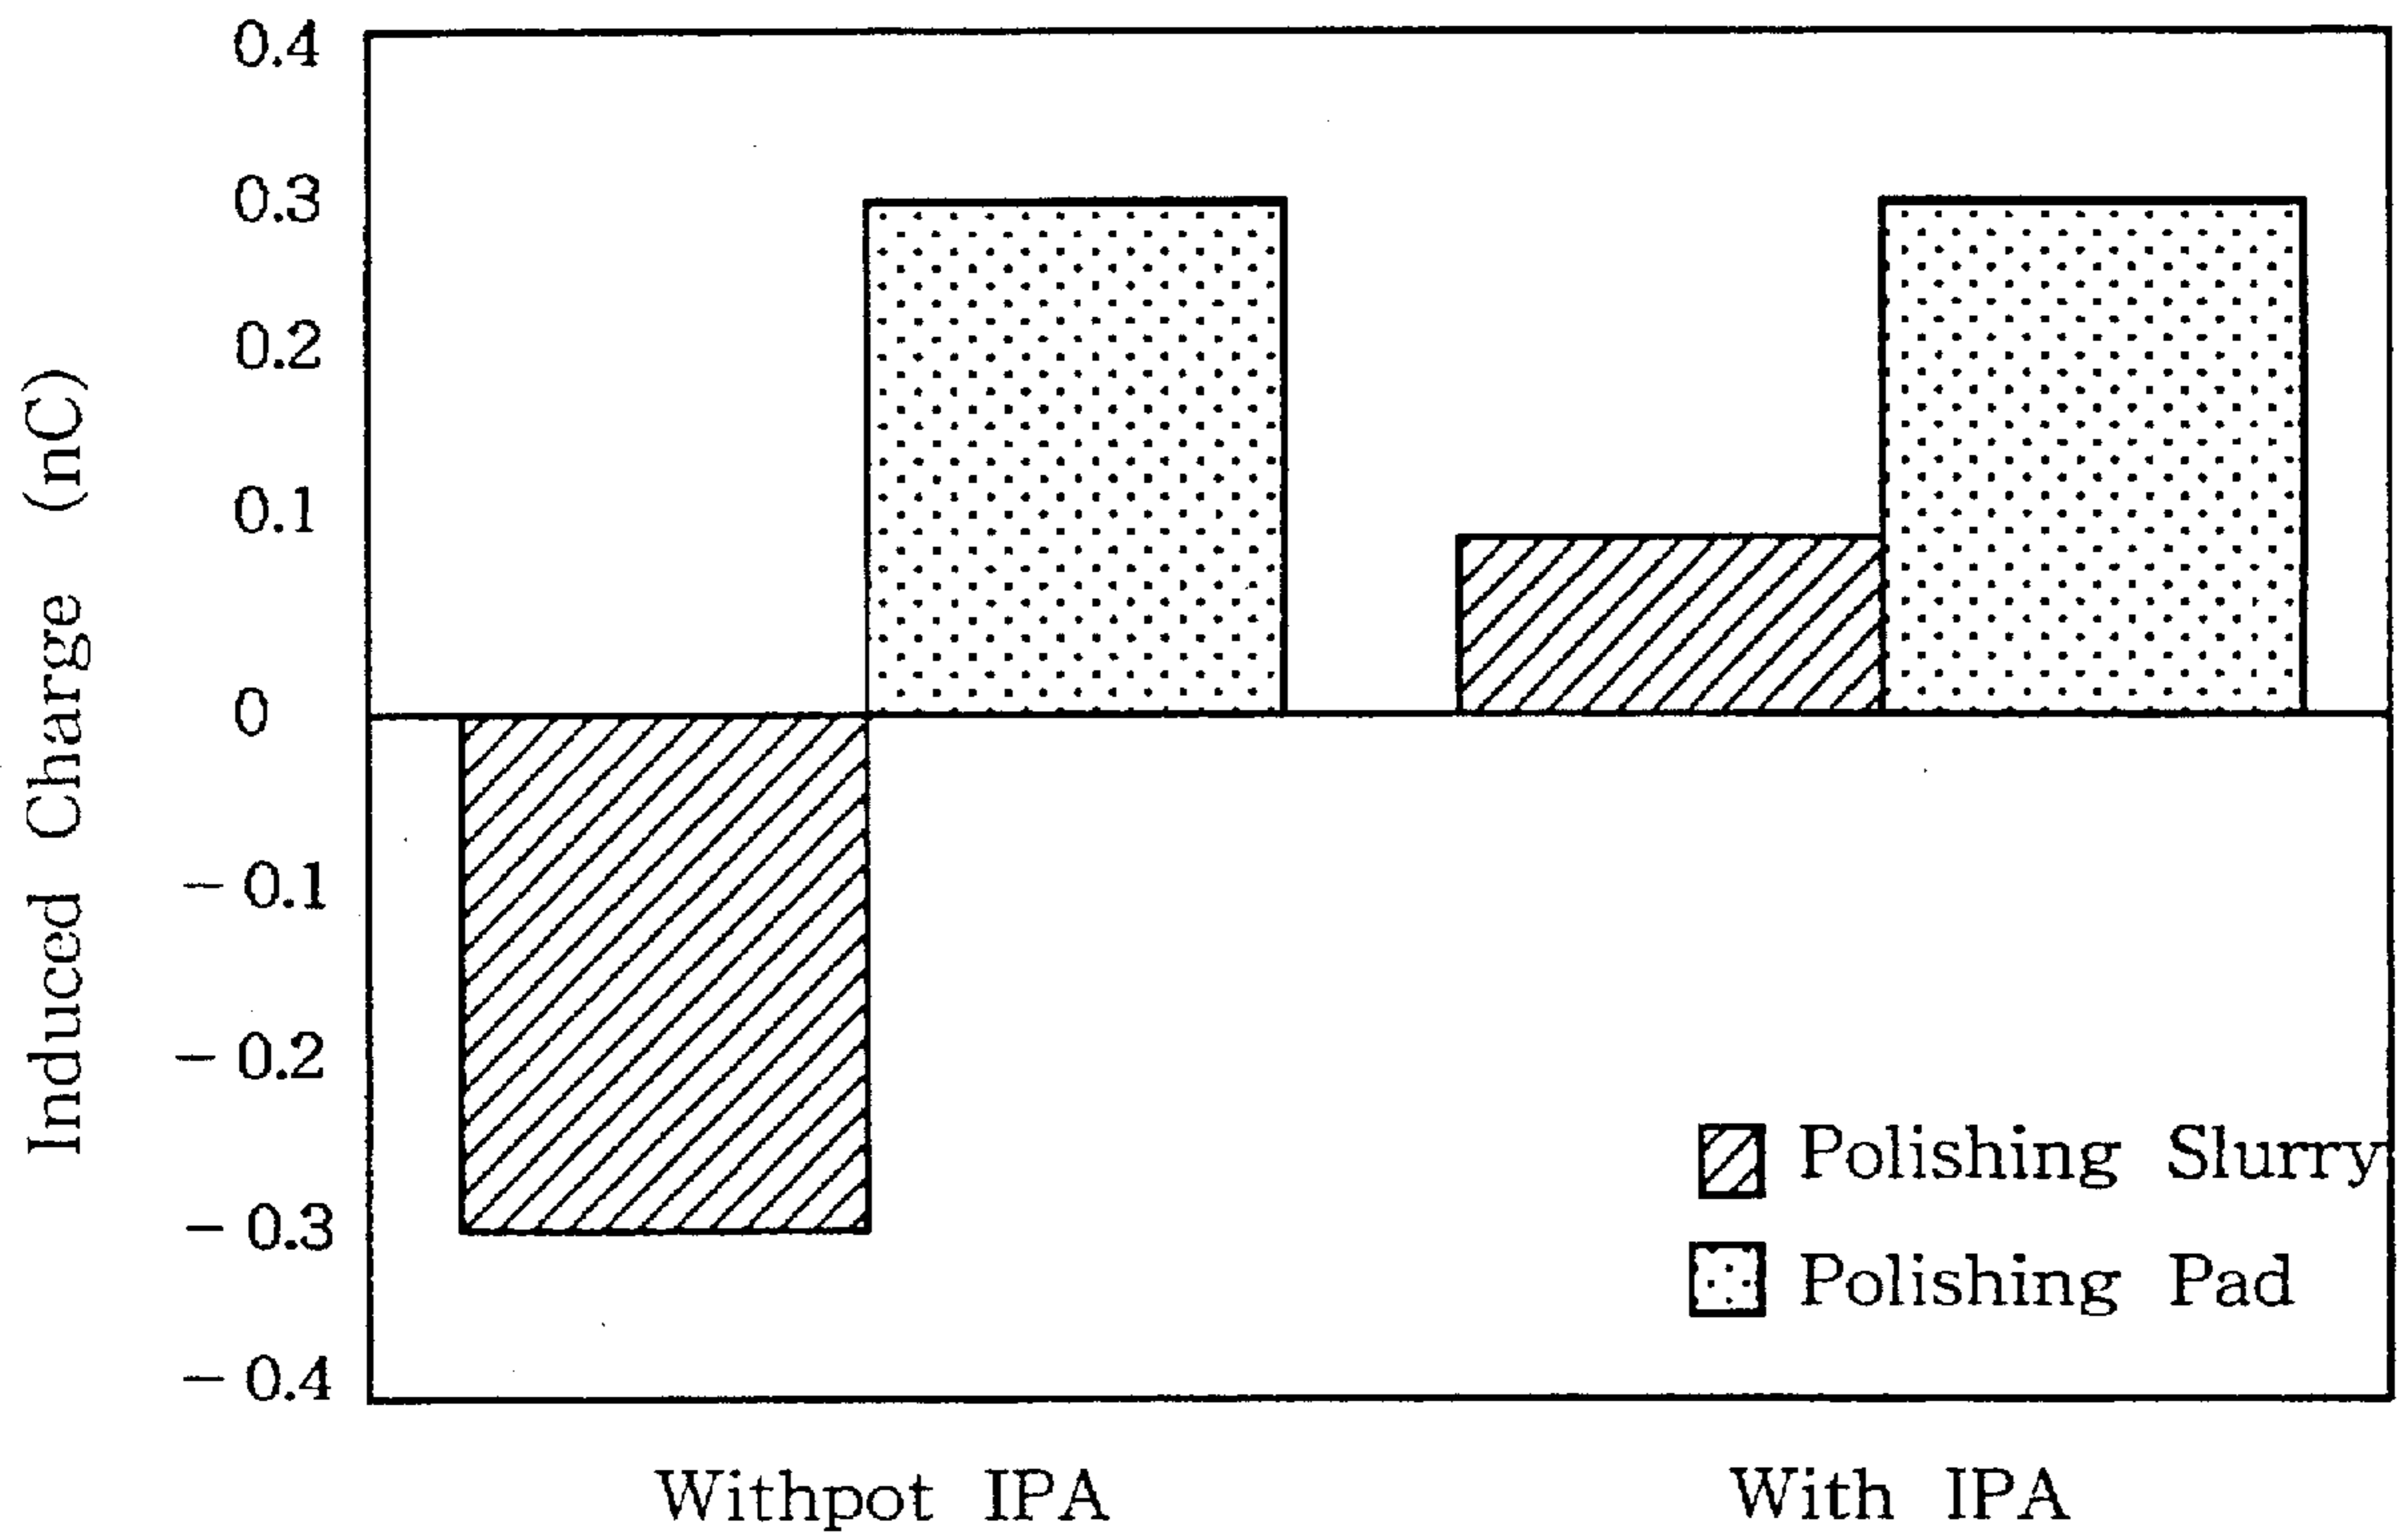 0.4
0.3
0.2
0.1
0
- 0.1
- 0.2
- 0.3
- 0.4
Induced Charge (nC)
Polishing Slurry
Polishing Pad
Withpot IPA
With IPA